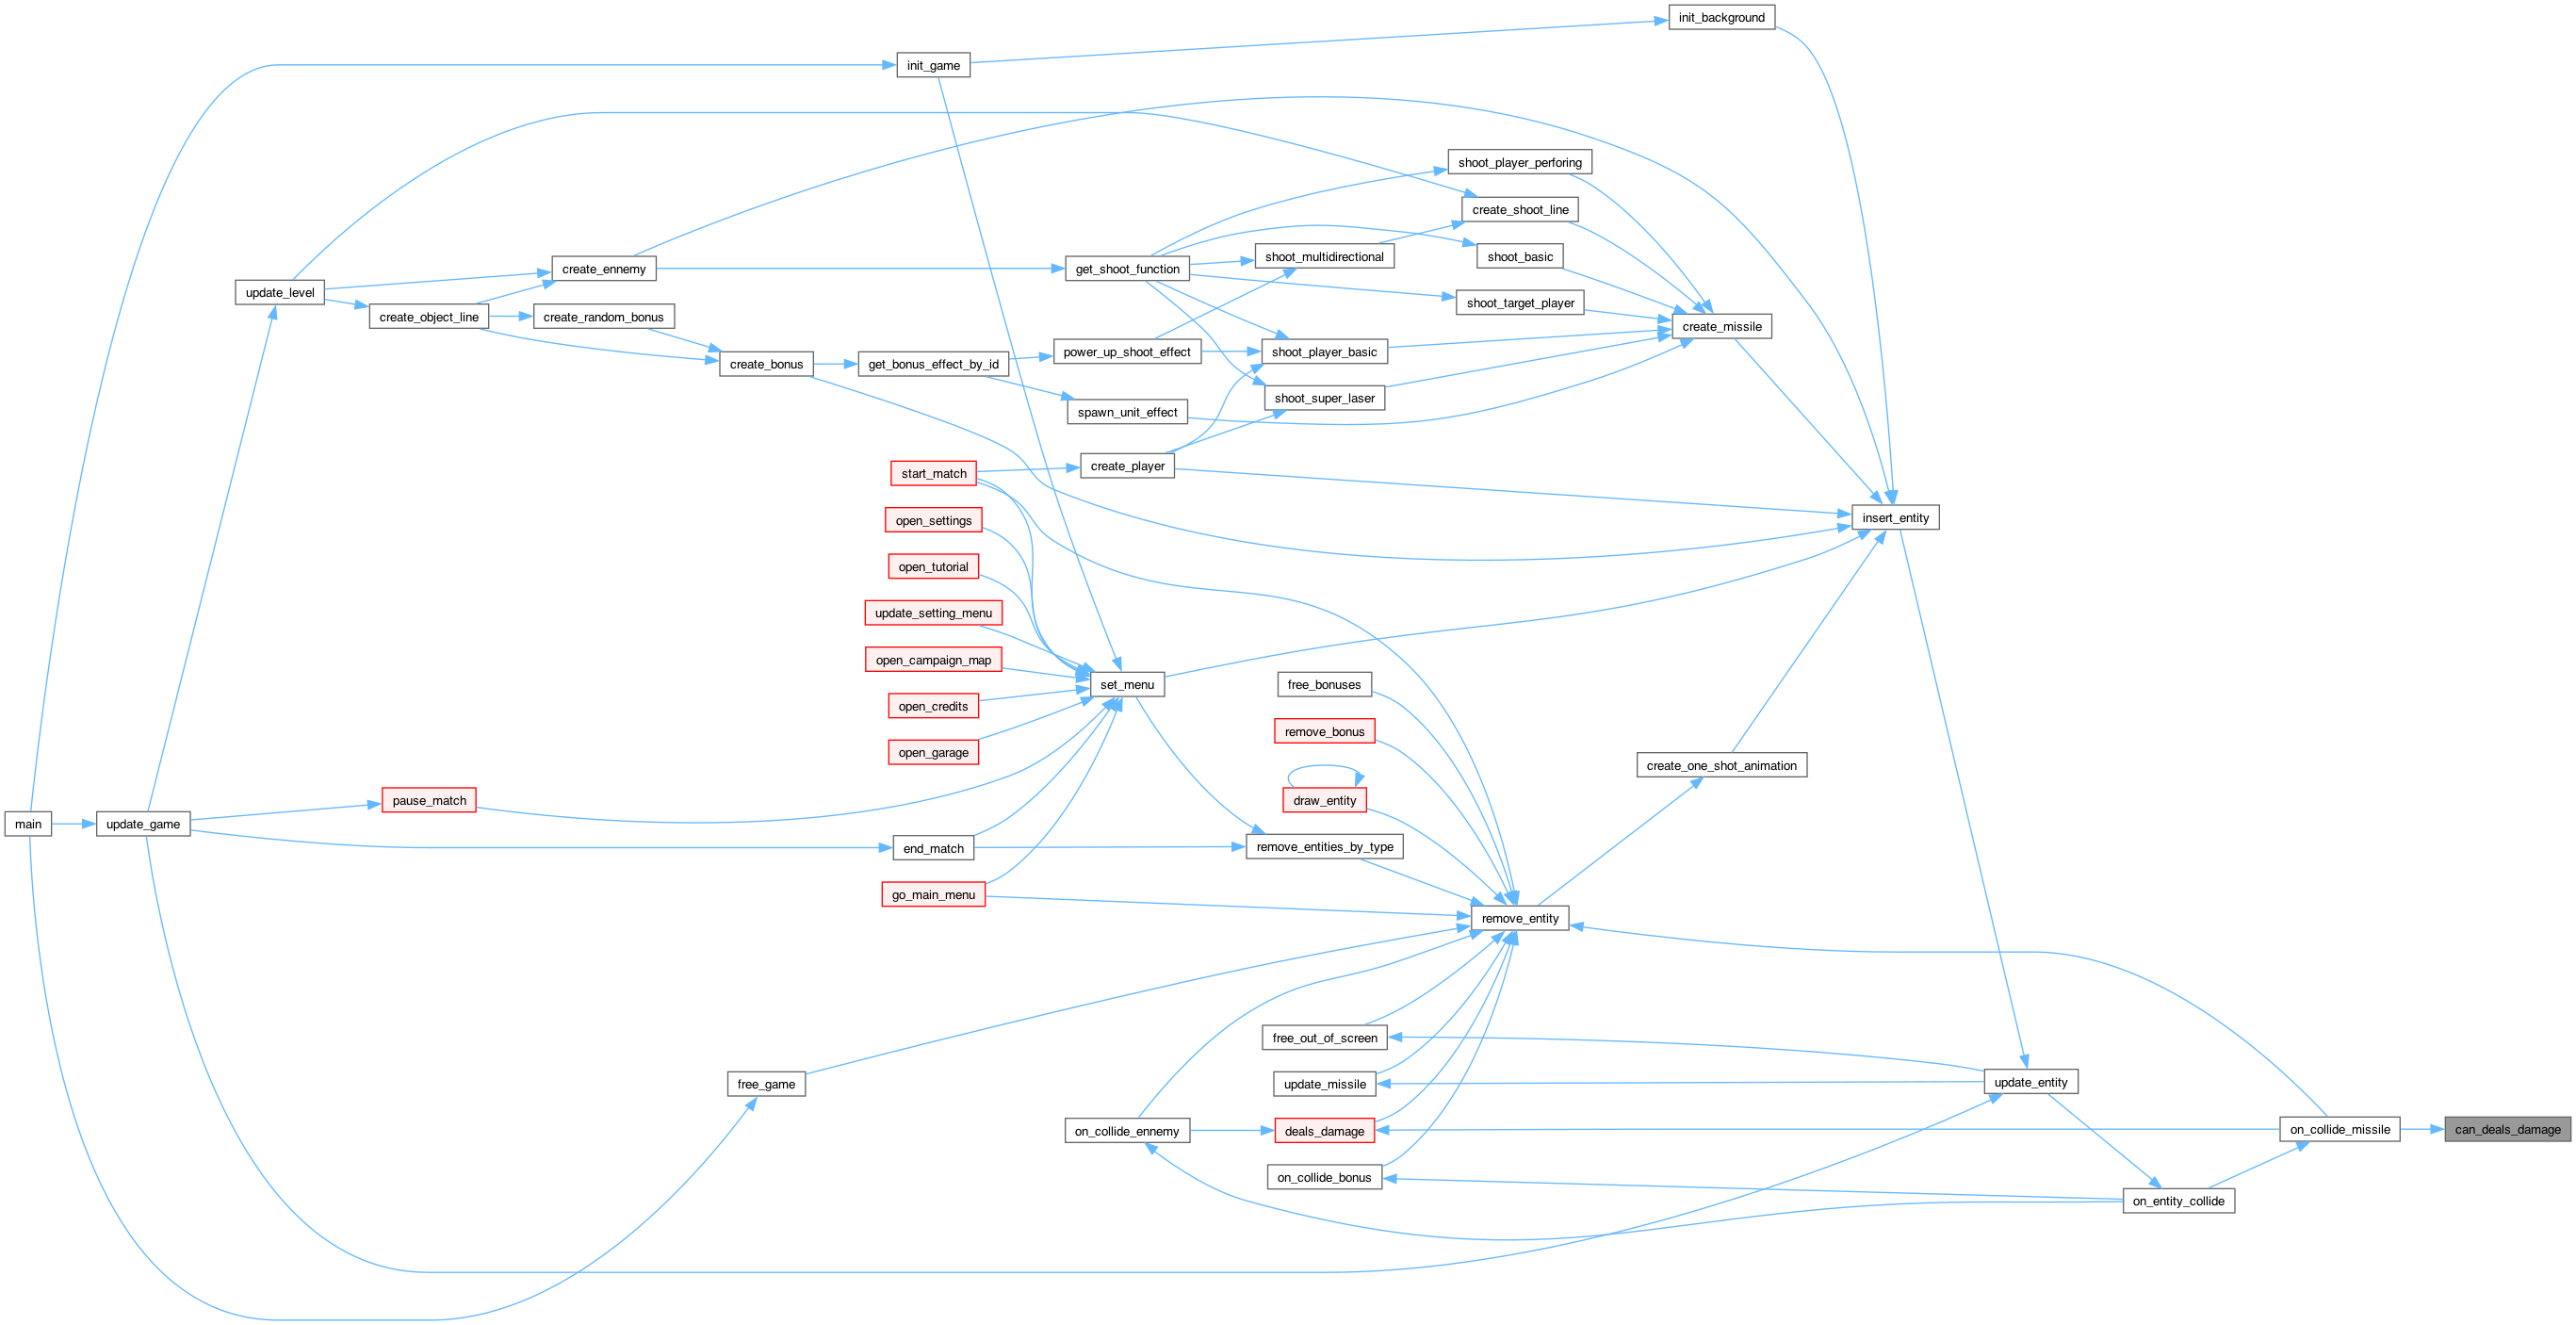 init_background
init_game
shoot_player_perforing
create_shoot_line
shoot_multidirectional
shoot_basic
create_ennemy
get_shoot_function
update_level
shoot_target_player
create_object_line
create_random_bonus
create_missile
power_up_shoot_effect
shoot_player_basic
create_bonus
get_bonus_effect_by_id
shoot_super_laser
spawn_unit_effect
start_match
create_player
open_settings
insert_entity
open_tutorial
update_setting_menu
open_campaign_map
set_menu
free_bonuses
open_credits
remove_bonus
open_garage
create_one_shot_animation
pause_match
draw_entity
main
update_game
end_match
remove_entities_by_type
go_main_menu
remove_entity
free_out_of_screen
free_game
update_missile
update_entity
on_collide_ennemy
deals_damage
on_collide_missile
can_deals_damage
on_collide_bonus
on_entity_collide